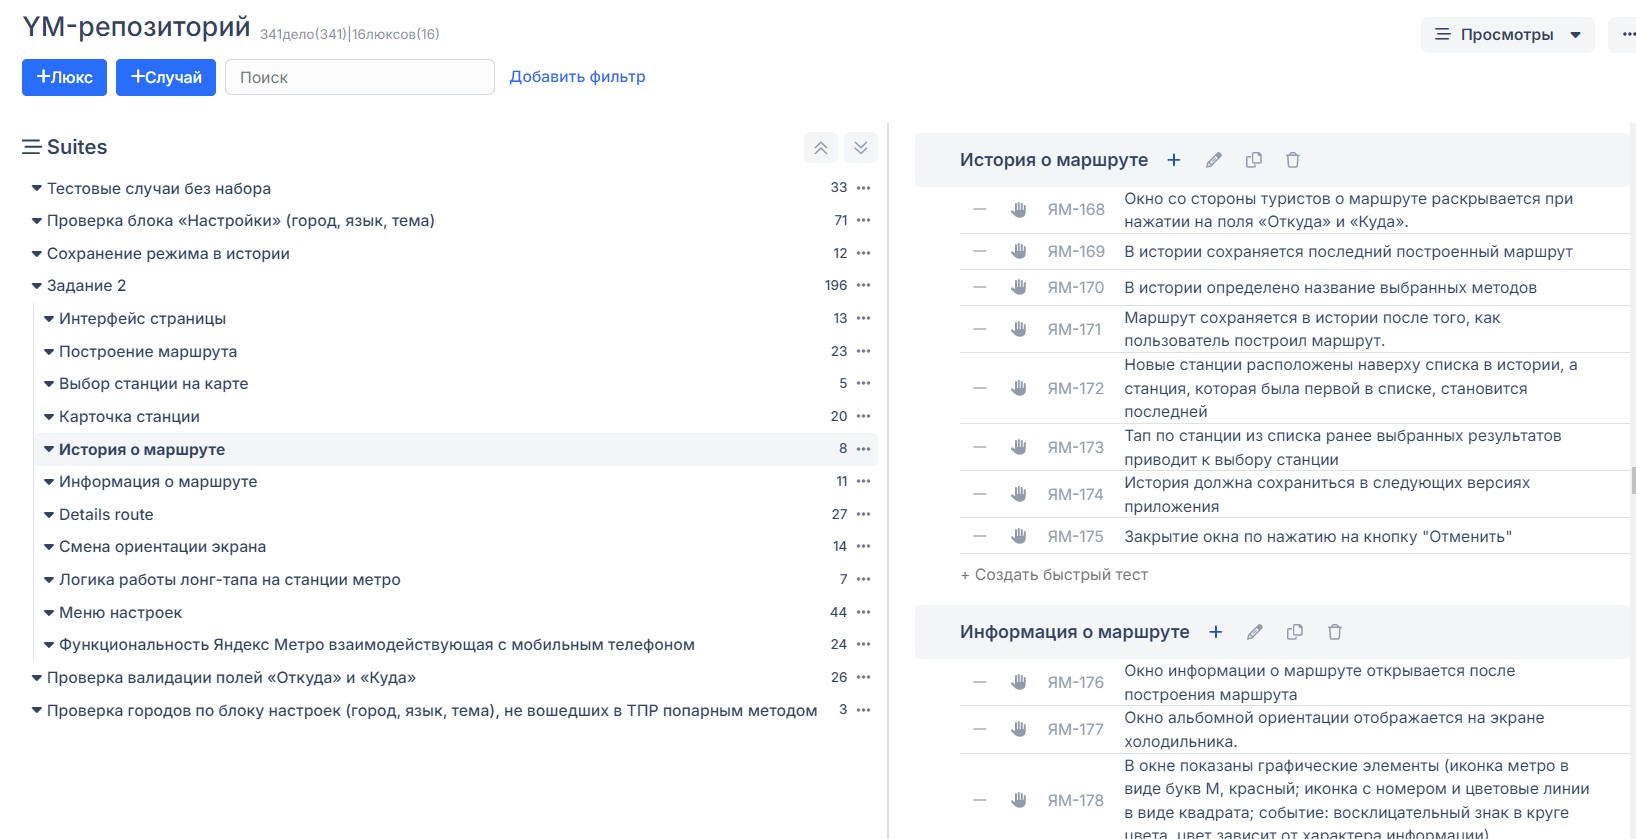 YM-репозиторий 341дело(341)|16люксов(16)
Просмотры
+Люкс +Случай Поиск Добавить фильтр
Suites
Тестовые случаи без набора 33
Проверка блока «Настройки» (город, язык, тема) 71
Сохранение режима в истории 12
Задание 2 196
Интерфейс страницы 13
Построение маршрута 23
Выбор станции на карте 5
Карточка станции 20
История о маршруте 8
Информация о маршруте 11
Details route 27
Смена ориентации экрана 14
Логика работы лонг-тапа на станции метро 7
Меню настроек 44
Функциональность Яндекс Метро взаимодействующая с мобильным телефоном 24
Проверка валидации полей «Откуда» и «Куда» 26
Проверка городов по блоку настроек (город, язык, тема), не вошедших в ТПР попарным методом 3
История о маршруте
ЯМ-168 Окно со стороны туристов о маршруте раскрывается при
нажатии на поля «Откуда» и «Куда».
ЯМ-169 В истории сохраняется последний построенный маршрут
ЯМ-170 В истории определено название выбранных методов
ЯМ-171 Маршрут сохраняется в истории после того, как
пользователь построил маршрут.
ЯМ-172 Новые станции расположены наверху списка в истории, а
станция, которая была первой в списке, становится
последней
ЯМ-173 Тап по станции из списка ранее выбранных результатов
приводит к выбору станции
ЯМ-174 История должна сохраниться в следующих версиях
приложения
ЯМ-175 Закрытие окна по нажатию на кнопку "Отменить"
+ Создать быстрый тест
Информация о маршруте
ЯМ-176 Окно информации о маршруте открывается после
построения маршрута
ЯМ-177 Окно альбомной ориентации отображается на экране
холодильника.
ЯМ-178 В окне показаны графические элементы (иконка метро в
виде букв М, красный; иконка с номером и цветовые линии
в виде квадрата; событие: восклицательный знак в круге
цвета, цвет зависит от характера информации)